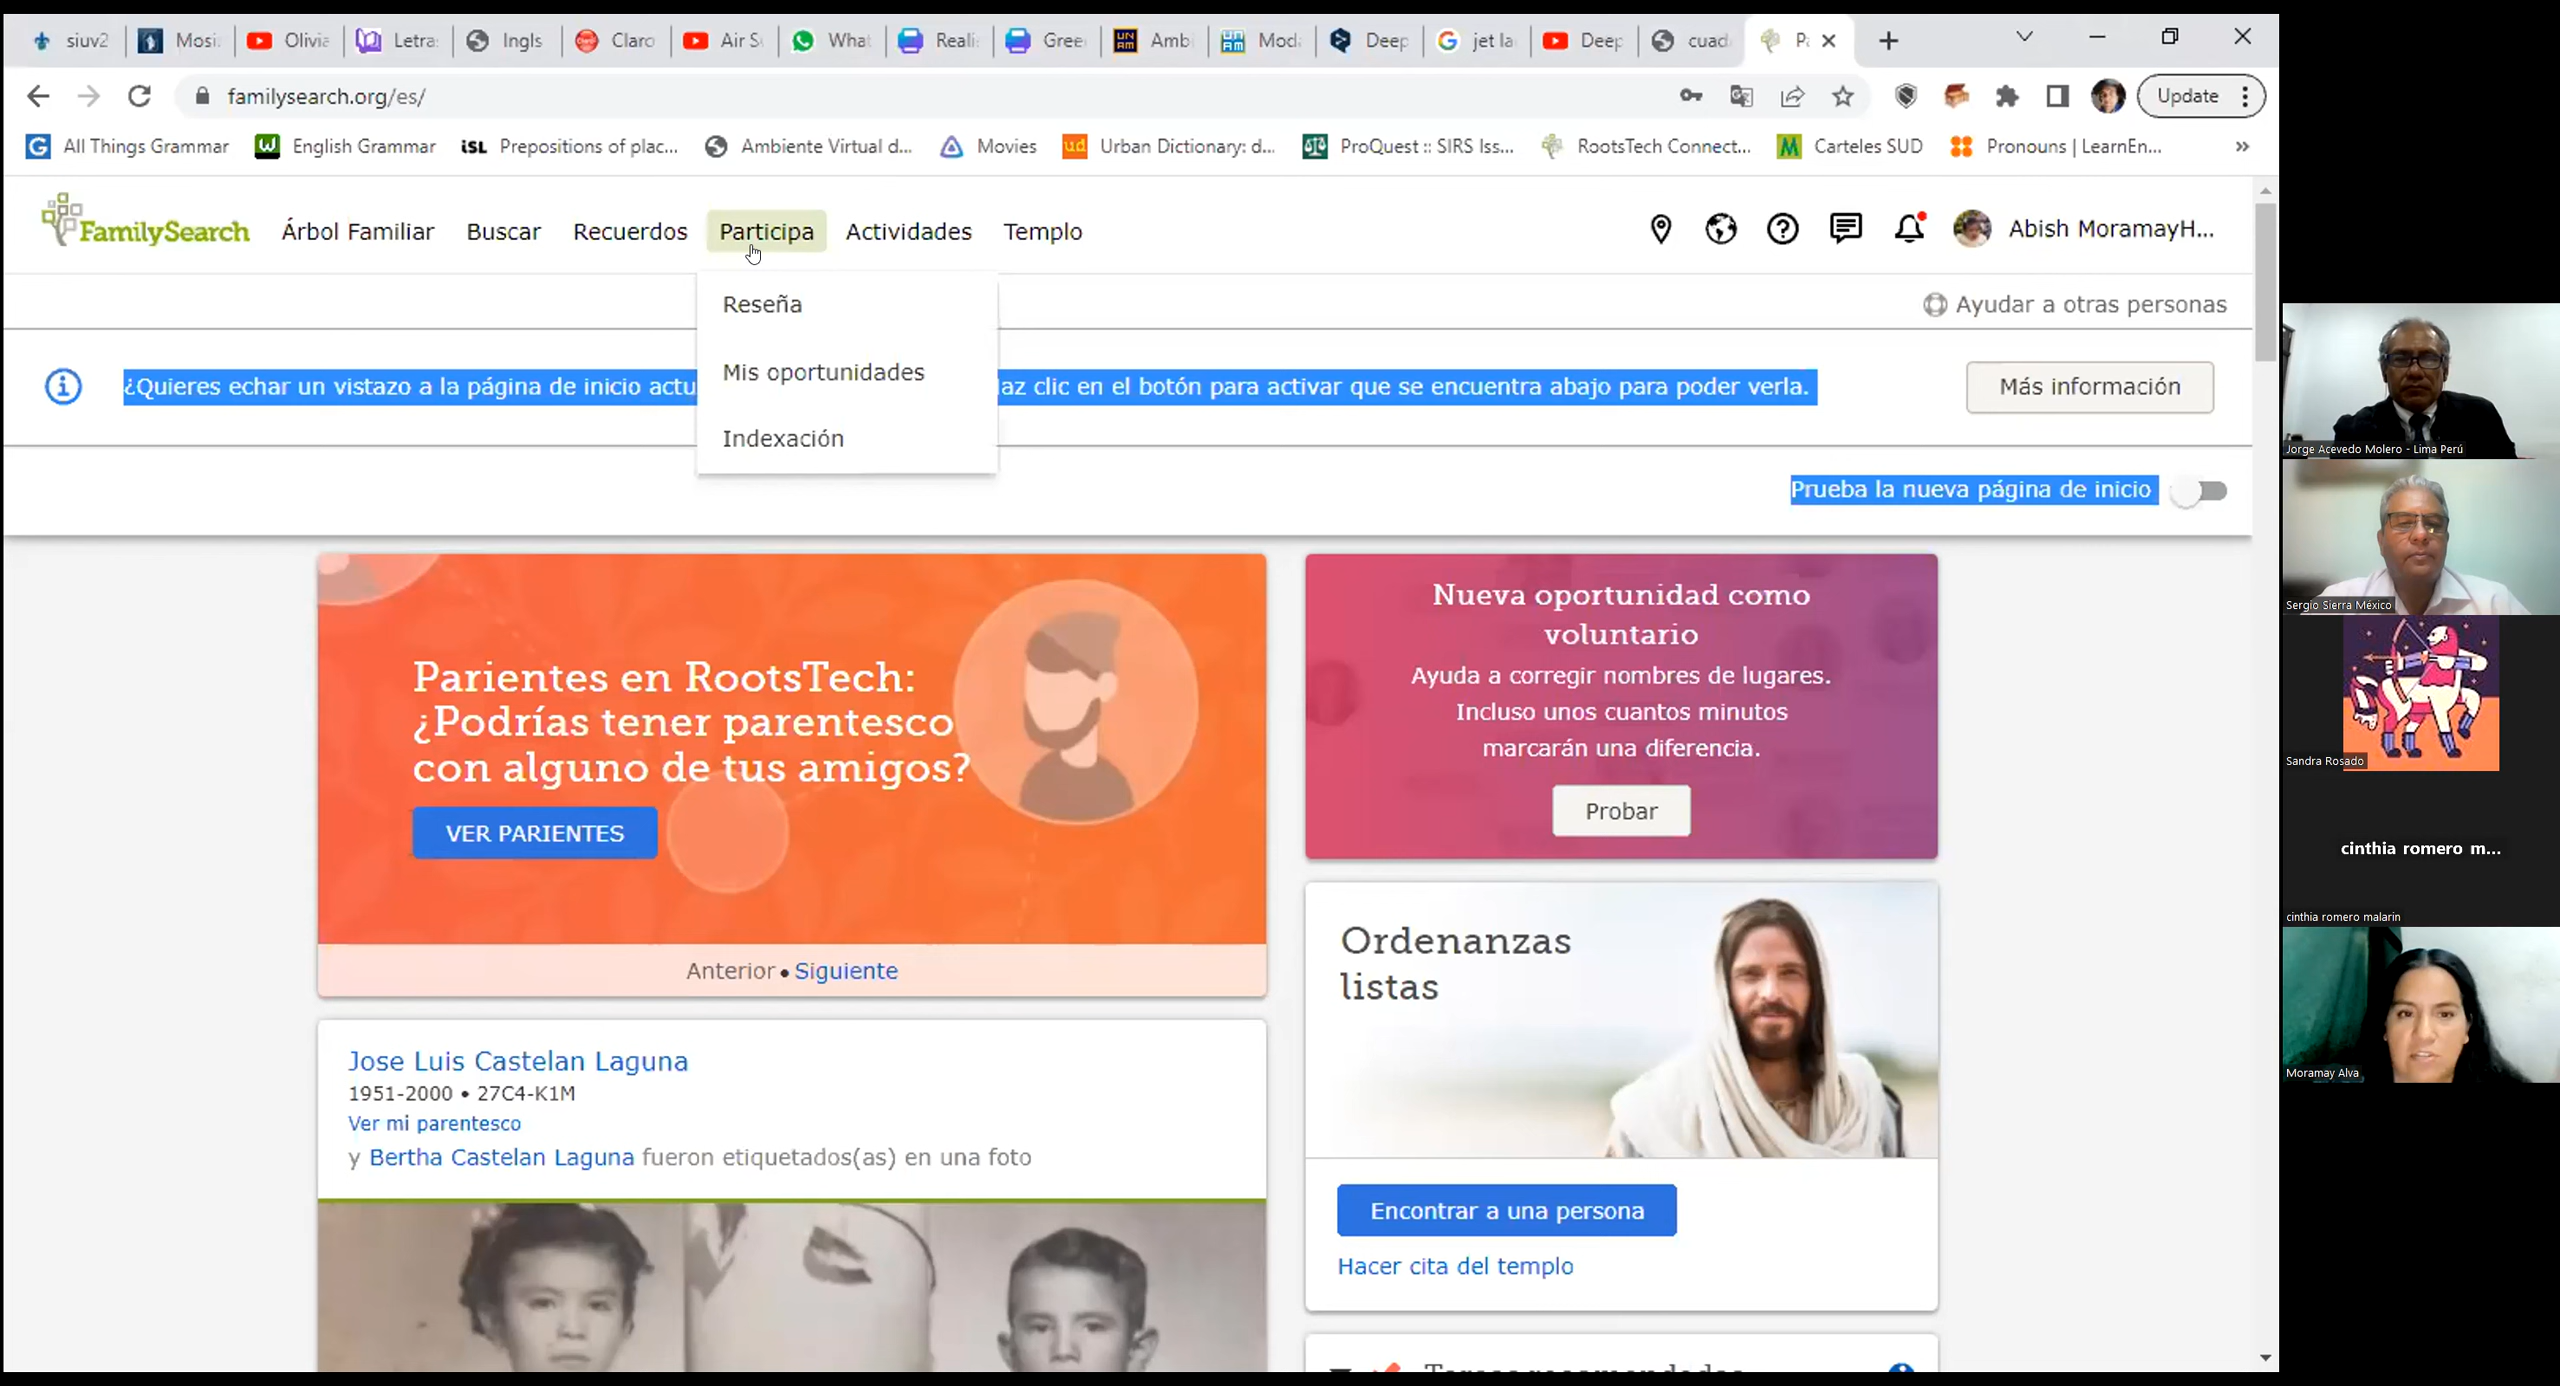 siuv2
Mosi
Olivia
Letra
Ingls
Claro
Air S
What
Reali
Gree
Ambi
Mod
Deep
jet la
Deep
cuad
familysearch.org/es/
Update
All Things Grammar
English Grammar
iSL Prepositions of plac...
Ambiente Virtual d...
Movies
ud Urban Dictionary: d...
ProQuest :: SIRS Iss...
RootsTech Connect...
Carteles SUD
Pronouns | LearnEn...
FamilySearch
Árbol Familiar
Buscar
Recuerdos
Participa
Actividades
Templo
Abish MoramayH...
Reseña
Mis oportunidades
Indexación
Ayudar a otras personas
¿Quieres echar un vistazo a la página de inicio actu
az clic en el botón para activar que se encuentra abajo para poder verla.
Más información
Prueba la nueva página de inicio
Parientes en RootsTech:
¿Podrías tener parentesco
con alguno de tus amigos?
VER PARIENTES
Anterior • Siguiente
Nueva oportunidad como
voluntario
Ayuda a corregir nombres de lugares.
Incluso unos cuantos minutos
marcarán una diferencia.
Probar
Ordenanzas
listas
Encontrar a una persona
Hacer cita del templo
Jose Luis Castelan Laguna
1951-2000 • 27C4-K1M
Ver mi parentesco
y Bertha Castelan Laguna fueron etiquetados(as) en una foto
Jorge Acevedo Molero - Lima Perú
Sergio Sierra México
Sandra Rosado
cinthia romero m...
cinthia romero malarin
Moramay Alva